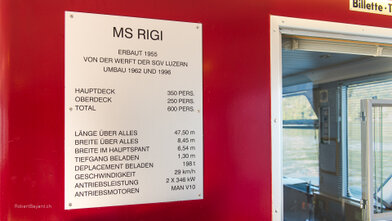 Billette · T
MS RIGI
ERBAUT 1955
VON DER WERFT DER SGV LUZERN
UMBAU 1962 UND 1996
HAUPTDECK 350 PERS.
OBERDECK 250 PERS.
TOTAL 600 PERS.
LÄNGE ÜBER ALLES 47,50 m
BREITE ÜBER ALLES 8,45 m
BREITE IM HAUPTSPANT 6,54 m
TIEFGANG BELADEN 1,30 m
DEPLACEMENT BELADEN 198 t
GESCHWINDIGKEIT 29 km/h
ANTRIEBSLEISTUNG 2 X 346 kW
ANTRIEBSMOTOREN MAN V10
RobertBeyant.ch